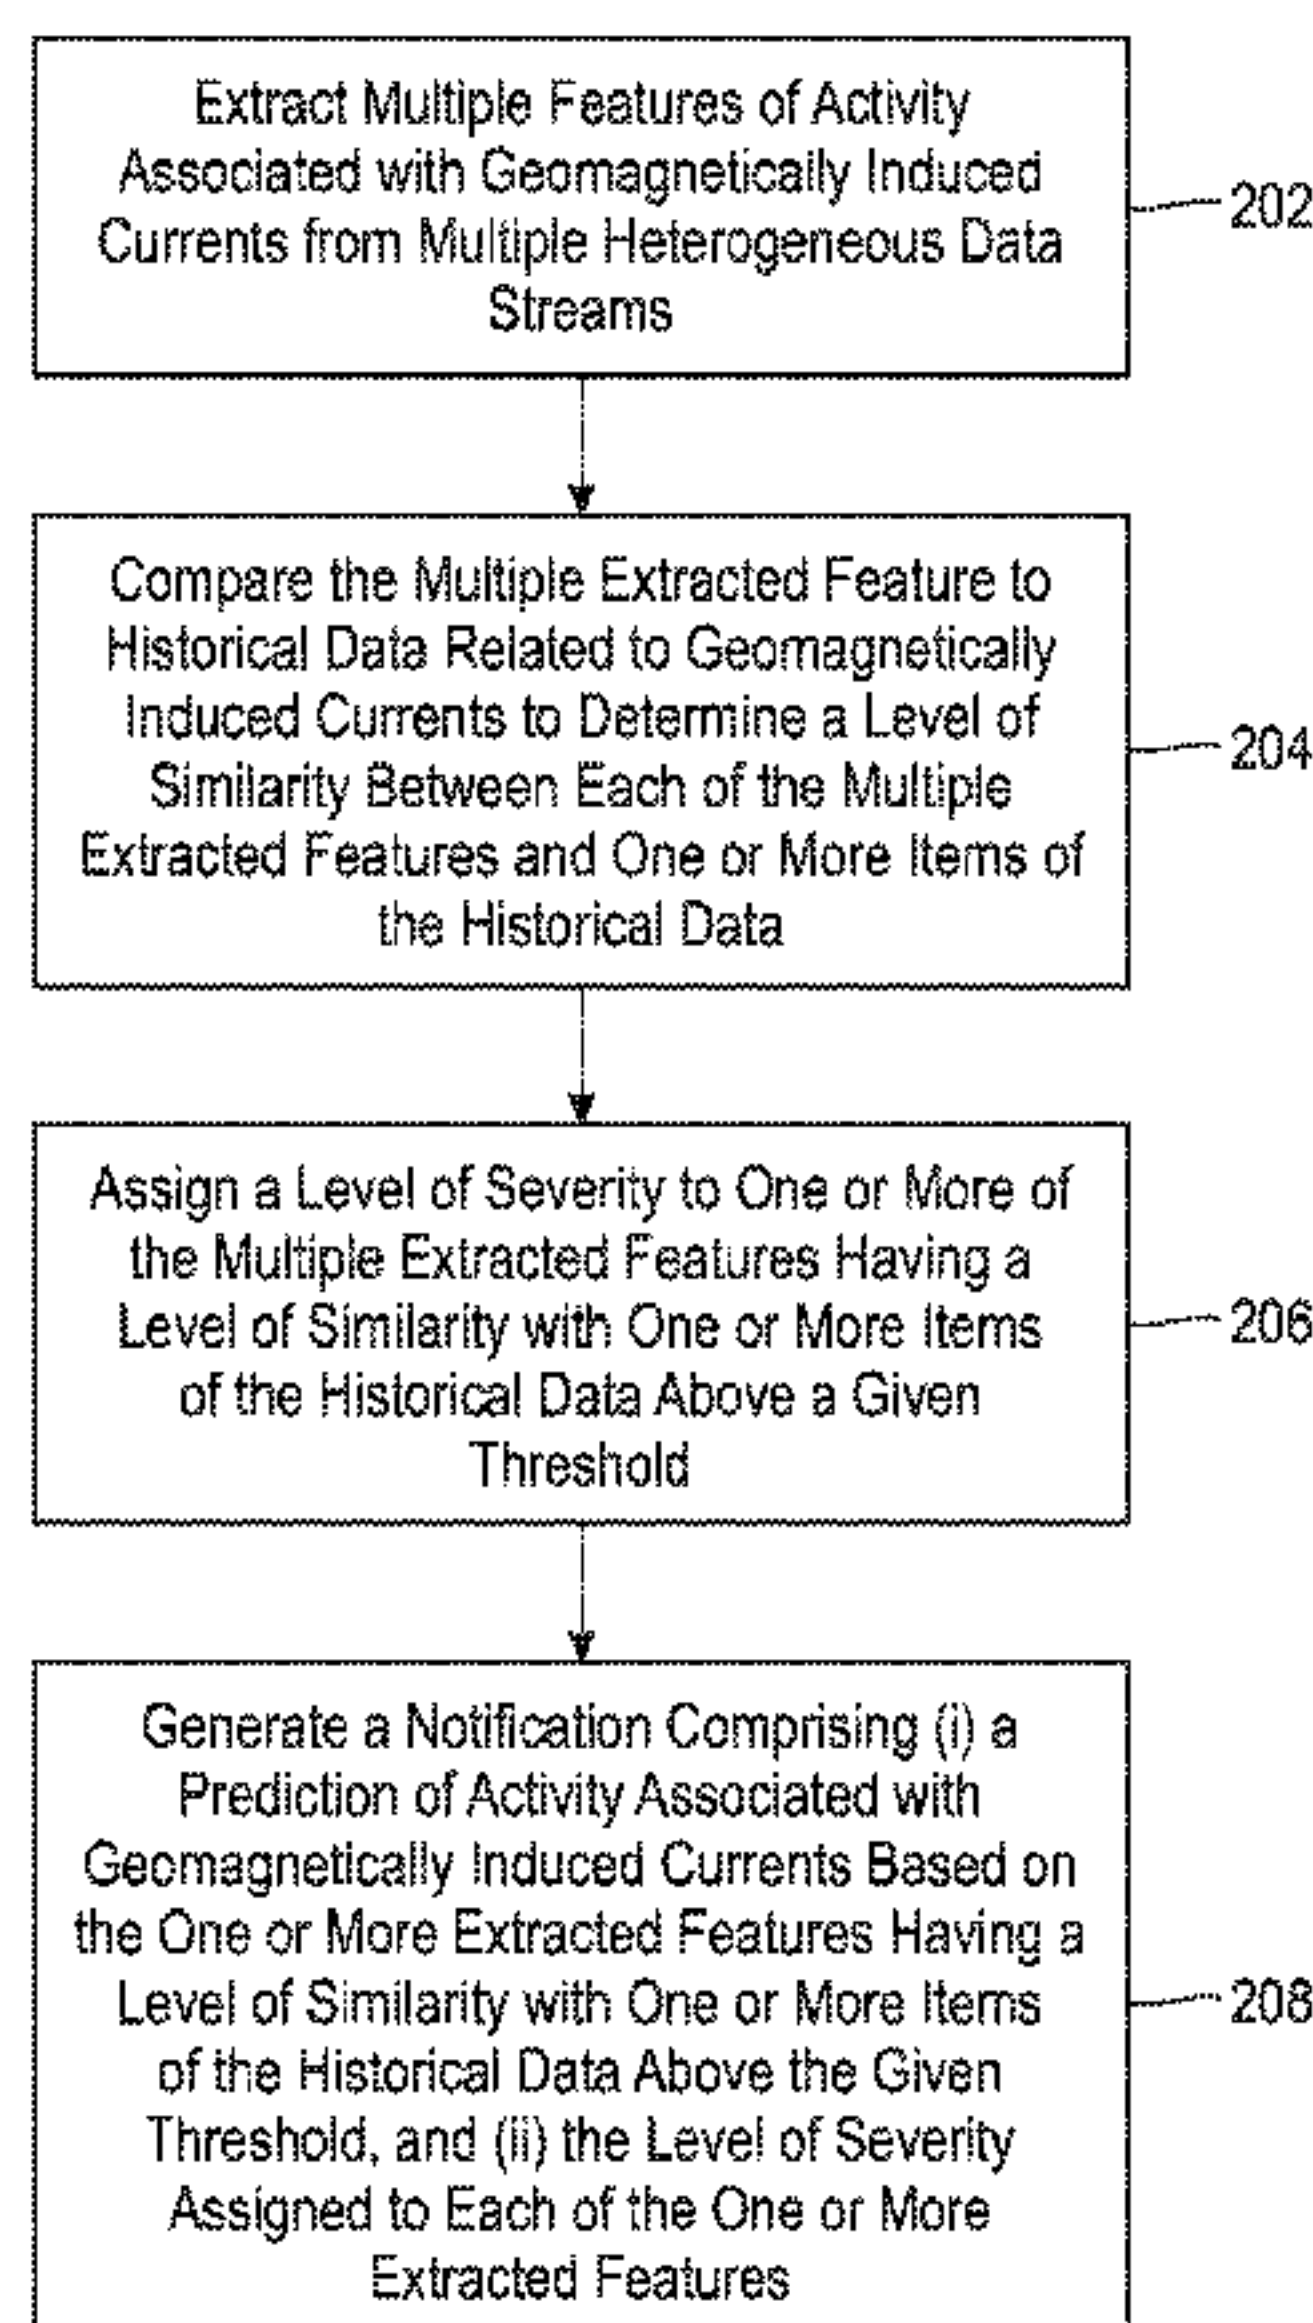 Extract Multiple Features of Activity
Associated with Geomagnetically Induced
Currents from Multiple Heterogeneous Data
Streams
202
Compare the Multiple Extracted Feature to
Historical Data Related to Geomagnetically
Induced Currents to Determine a Level of
Similarity Between Each of the Multiple
Extracted Features and One or More Items of
the Historical Data
204
Assign a Level of Severity to One or More of
the Multiple Extracted Features Having a
Level of Similarity with One or More Items
of the Historical Data Above a Given
Threshold
206
Generate a Notification Comprising (i) a
Prediction of Activity Associated with
Geomagnetically Induced Currents Based on
the One or More Extracted Features Having a
Level of Similarity with One or More Items
of the Historical Data Above the Given
Threshold, and (ii) the Level of Severity
Assigned to Each of the One or More
Extracted Features
208